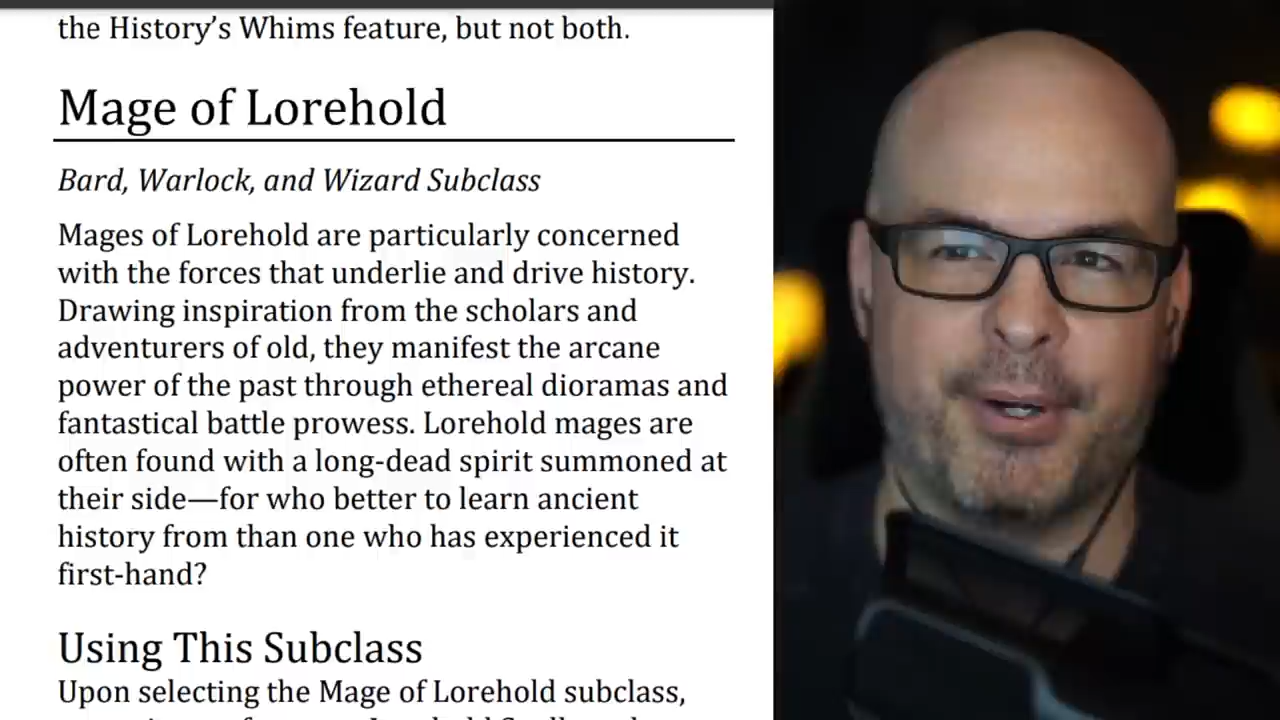 the History’s Whims feature, but not both.
Mage of Lorehold
Bard, Warlock, and Wizard Subclass
Mages of Lorehold are particularly concerned
with the forces that underlie and drive history.
Drawing inspiration from the scholars and
adventurers of old, they manifest the arcane
power of the past through ethereal dioramas and
fantastical battle prowess. Lorehold mages are
often found with a long-dead spirit summoned at
their side—for who better to learn ancient
history from than one who has experienced it
first-hand?
Using This Subclass
Upon selecting the Mage of Lorehold subclass,